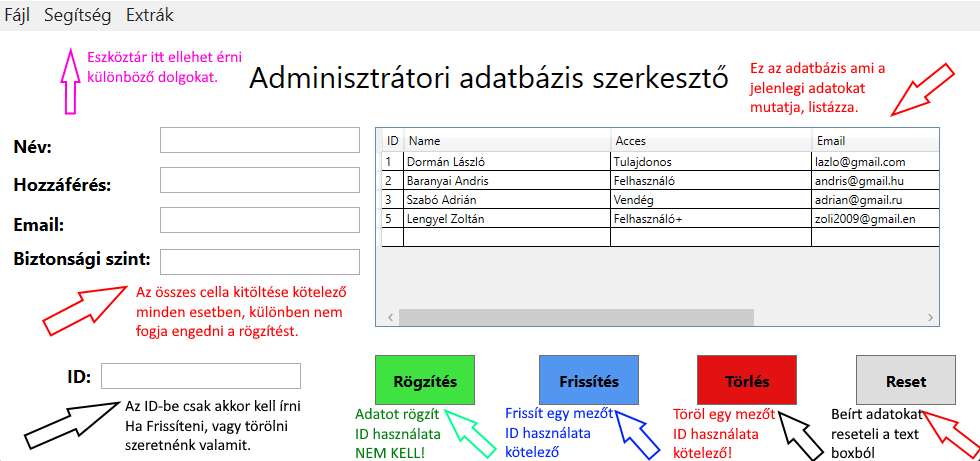 Fájl Segítség Extrák
Eszköztár itt ellehet érni
különböző dolgokat.
Adminisztrátori adatbázis szerkesztő
Ez az adatbázis ami a
jelenlegi adatokat
mutatja, listázza.
Név:
Hozzáférés:
Email:
Biztonsági szint:
ID Name Acces Email
1 Dormán László Tulajdonos lazlo@gmail.com
2 Baranyai Andris Felhasználó andris@gmail.hu
3 Szabó Adrián Vendég adrian@gmail.ru
5 Lengyel Zoltán Felhasználó+ zoli2009@gmail.en
Az összes cella kitöltése kötelező
minden esetben, különben nem
fogja engedni a rögzítést.
ID:
Az ID-be csak akkor kell írni
Ha Frissíteni, vagy törölni
szeretnénk valamit.
Rögzítés
Adatot rögzít
ID használata
NEM KELL!
Frissítés
Frissít egy mezőt
ID használata
kötelező
Törlés
Töröl egy mezőt
ID használata
kötelező!
Reset
Beírt adatokat
reseteli a text
boxból